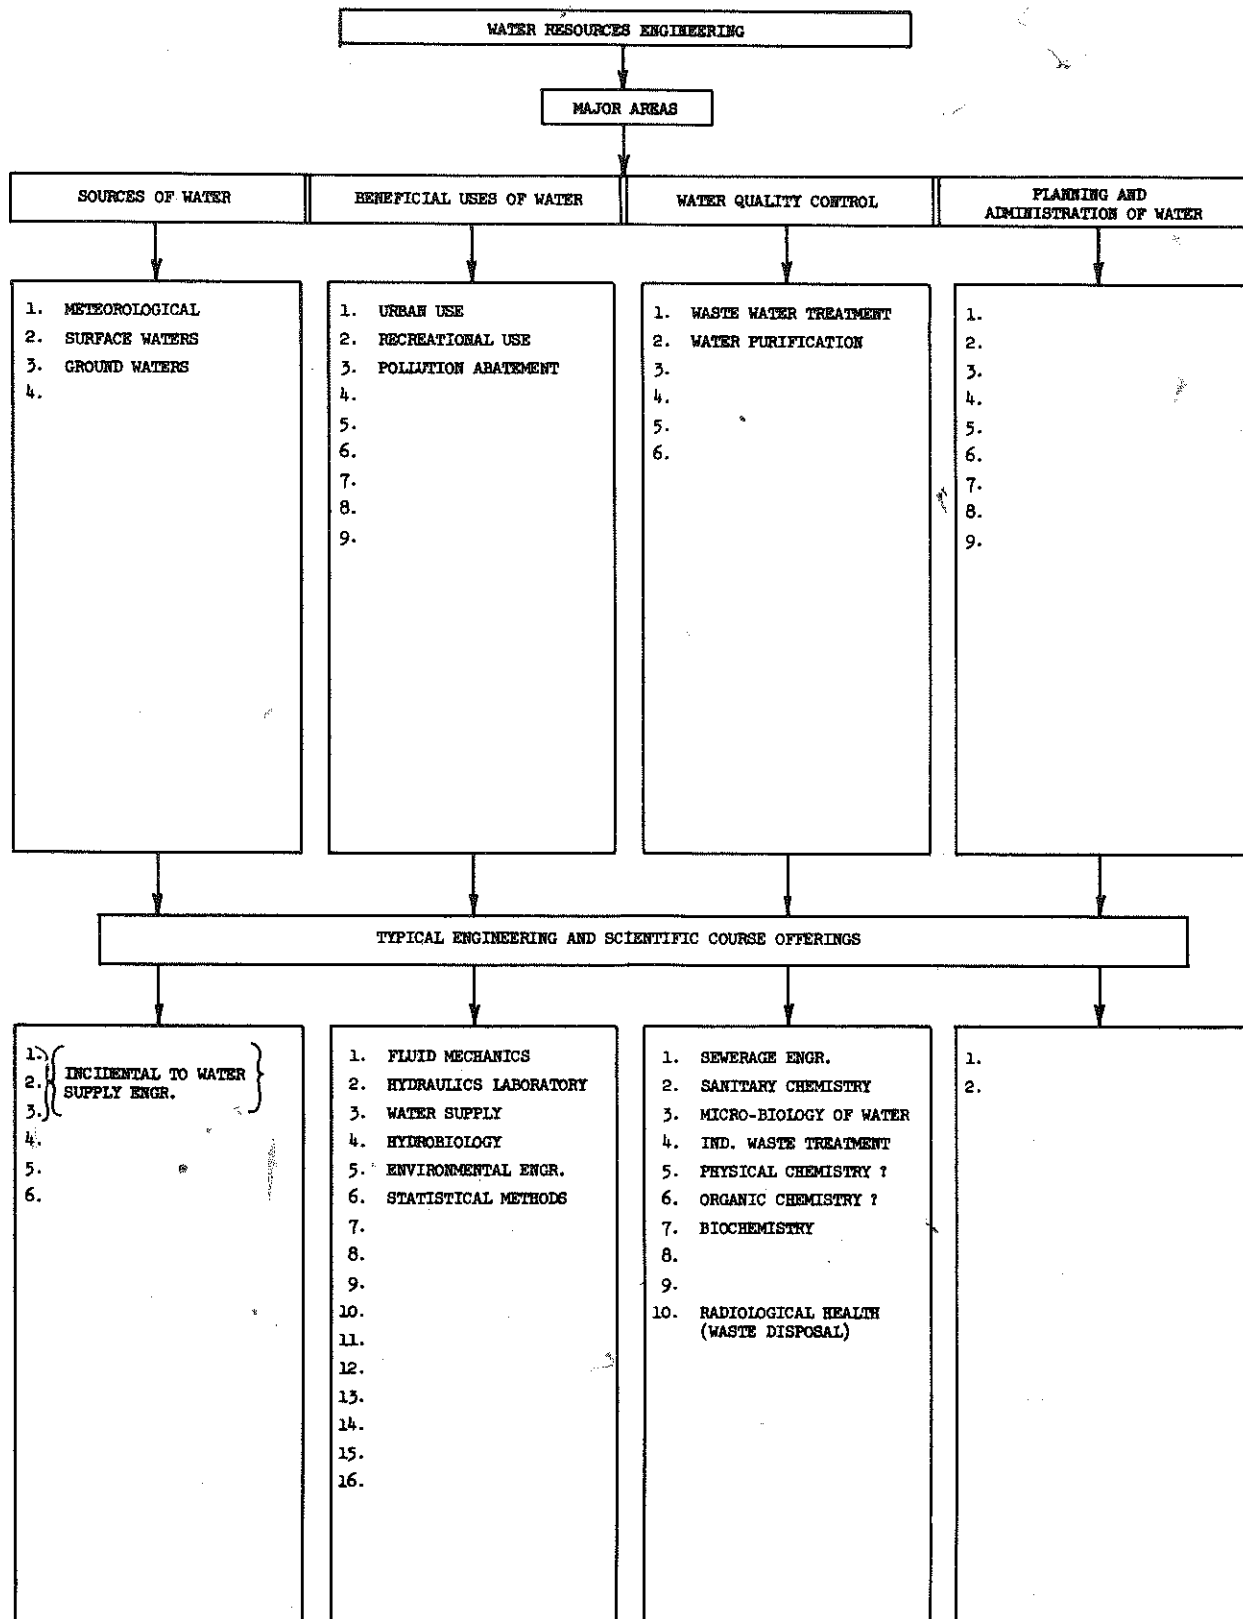 WATER RESOURCES ENGINEERING
MAJOR AREAS
SOURCES OF WATER
BENEFICIAL USES OF WATER
WATER QUALITY CONTROL
PLANNING AND
ADMINISTRATION OF WATER
1. METEOROLOGICAL
2. SURFACE WATERS
3. GROUND WATERS
4.
1. URBAN USE
2. RECREATIONAL USE
3. POLLUTION ABATEMENT
4.
5.
6.
7.
8.
9.
1. WASTE WATER TREATMENT
2. WATER PURIFICATION
3.
4.
5.
6.
1.
2.
3.
4.
5.
6.
7.
8.
9.
TYPICAL ENGINEERING AND SCIENTIFIC COURSE OFFERINGS
1.
2. INCIDENTAL TO WATER
3. SUPPLY ENGR.
4.
5.
6.
1. FLUID MECHANICS
2. HYDRAULICS LABORATORY
3. WATER SUPPLY
4. HYDROBIOLOGY
5. ENVIRONMENTAL ENGR.
6. STATISTICAL METHODS
7.
8.
9.
10.
11.
12.
13.
14.
15.
16.
1. SEWERAGE ENGR.
2. SANITARY CHEMISTRY
3. MICRO-BIOLOGY OF WATER
4. IND. WASTE TREATMENT
5. PHYSICAL CHEMISTRY ?
6. ORGANIC CHEMISTRY ?
7. BIOCHEMISTRY
8.
9.
10. RADIOLOGICAL HEALTH
(WASTE DISPOSAL)
1.
2.